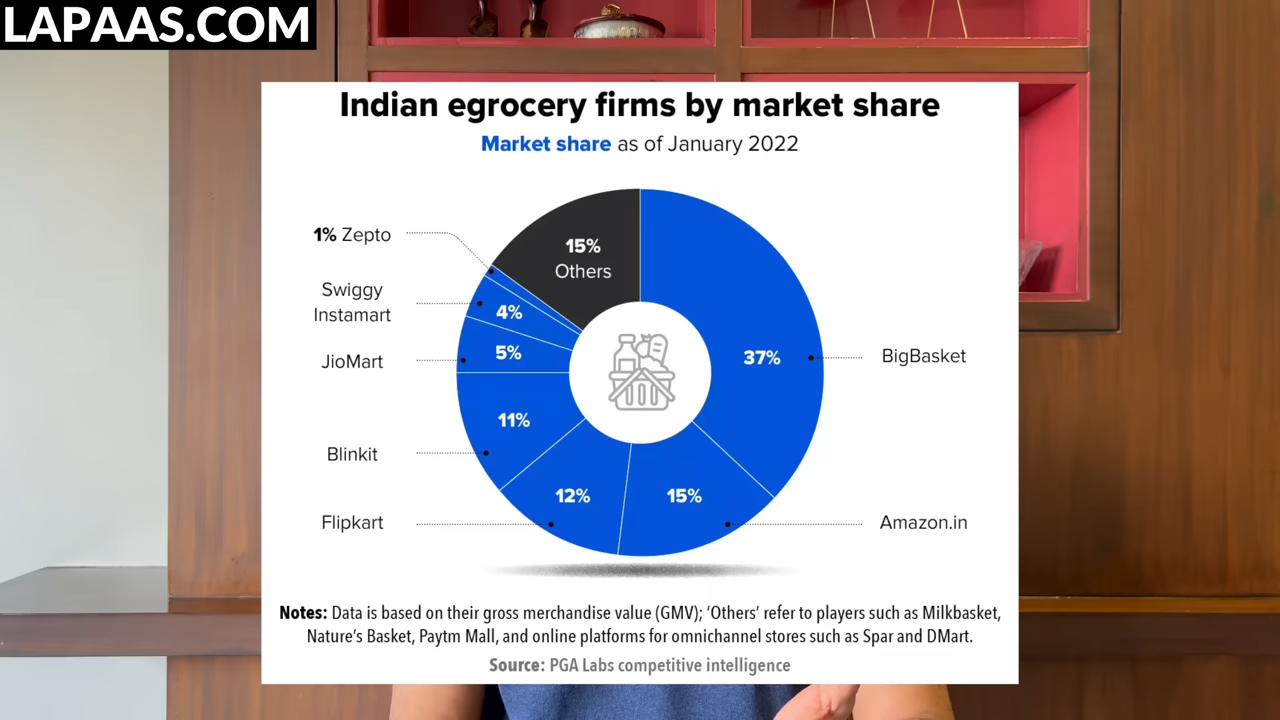 LAPAAS.COM
Indian egrocery firms by market share
Market share as of January 2022
1% Zepto
15%
Others
Swiggy
Instamart
4%
JioMart
5%
37%
BigBasket
11%
Blinkit
12%
15%
Flipkart
Amazon.in
Notes: Data is based on their gross merchandise value (GMV); ‘Others’ refer to players such as Milkbasket,
Nature’s Basket, Paytm Mall, and online platforms for omnichannel stores such as Spar and DMart.
Source: PGA Labs competitive intelligence